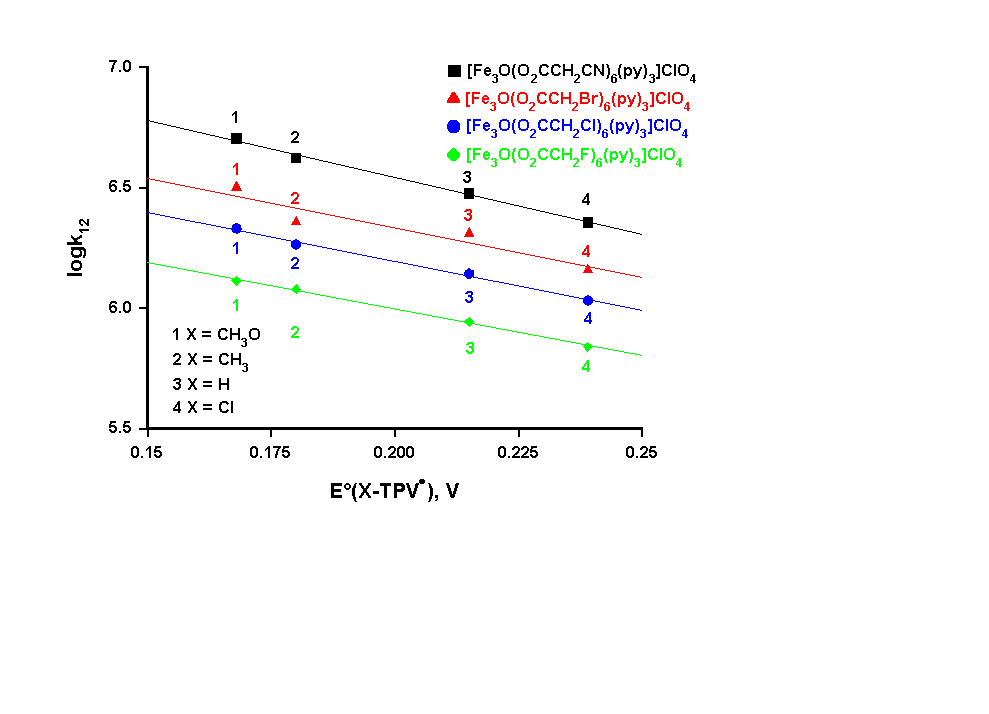 [Fe₃O(O₂CCH₂CN)₆(py)₃]ClO₄
[Fe₃O(O₂CCH₂Br)₆(py)₃]ClO₄
[Fe₃O(O₂CCH₂Cl)₆(py)₃]ClO₄
[Fe₃O(O₂CCH₂F)₆(py)₃]ClO₄
7.0
6.5
6.0
5.5
logk₁₂
1 2 3 4
1 2 3 4
1 2 3 4
1 2 3 4
1 X = CH₃O
2 X = CH₃
3 X = H
4 X = Cl
0.15 0.175 0.200 0.225 0.25
E°(X-TPV•), V